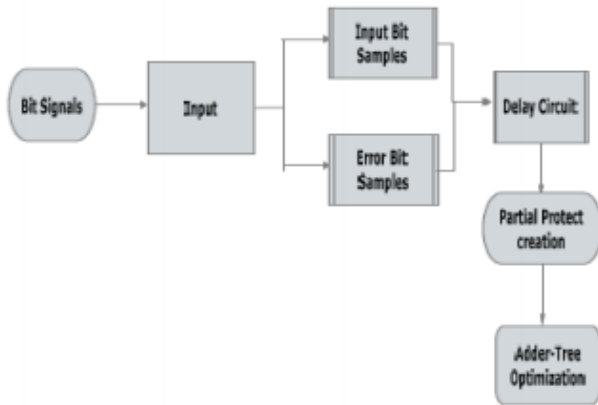 Bit Signals
Input
Input Bit
Samples
Error Bit
Samples
Delay Circuit
Partial Protect
creation
Adder-Tree
Optimization